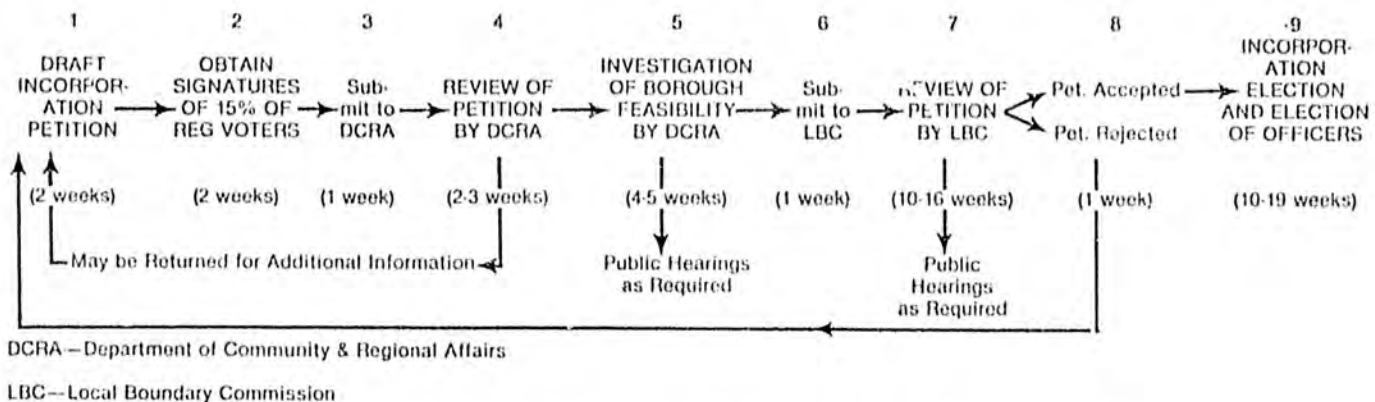 1
DRAFT
INCORPOR-
ATION
PETITION
(2 weeks)
2
OBTAIN
SIGNATURES
OF 15% OF
REG VOTERS
(2 weeks)
3
Sub-
mit to
DCRA
(1 week)
4
REVIEW OF
PETITION
BY DCRA
(2-3 weeks)
May be Returned for Additional Information
5
INVESTIGATION
OF BOROUGH
FEASIBILITY
BY DCRA
(4-5 weeks)
Public Hearings
as Required
6
Sub-
mit to
LBC
(1 week)
7
REVIEW OF
PETITION
BY LBC
(10-16 weeks)
Public
Hearings
as Required
8
Pet. Accepted
Pet. Rejected
(1 week)
9
INCORPOR-
ATION
ELECTION
AND ELECTION
OF OFFICERS
(10-19 weeks)
DCRA—Department of Community & Regional Affairs
LBC—Local Boundary Commission